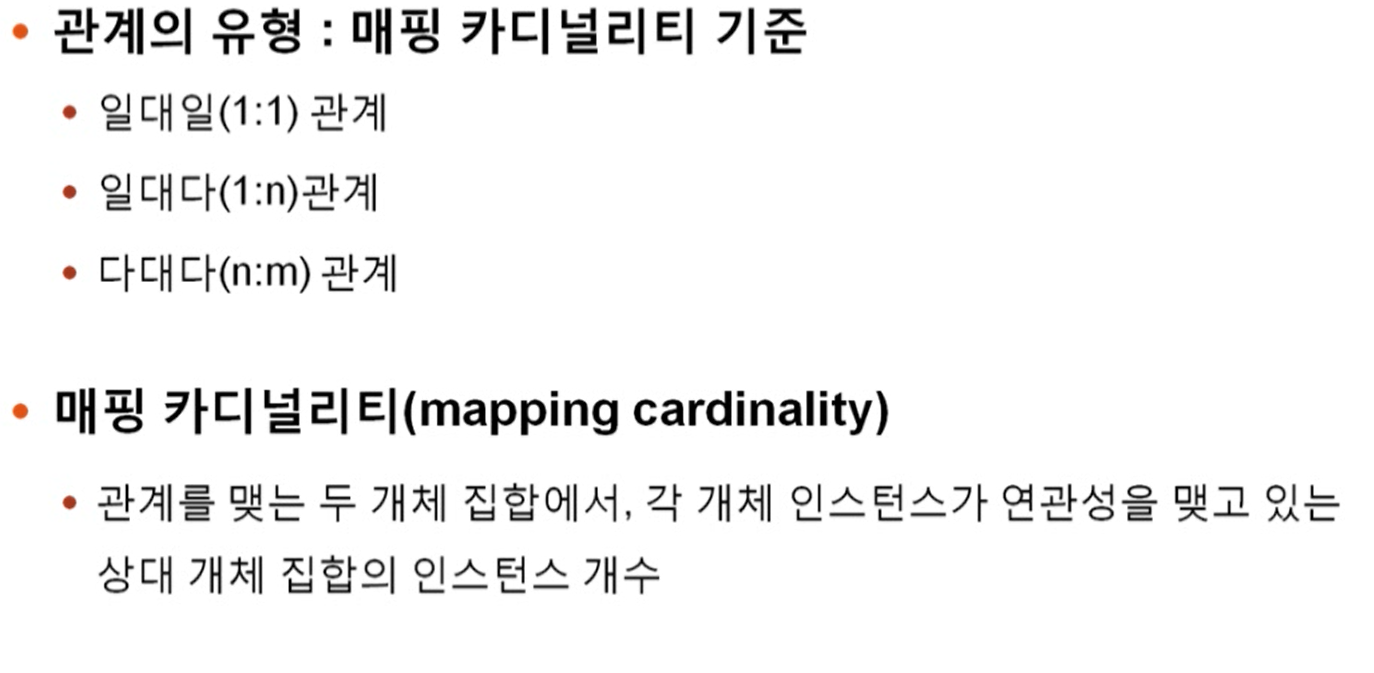 • 관계의 유형 : 매핑 카디널리티 기준
• 일대일(1:1) 관계
• 일대다(1:n)관계
• 다대다(n:m) 관계
• 매핑 카디널리티(mapping cardinality)
• 관계를 맺는 두 개체 집합에서, 각 개체 인스턴스가 연관성을 맺고 있는
상대 개체 집합의 인스턴스 개수